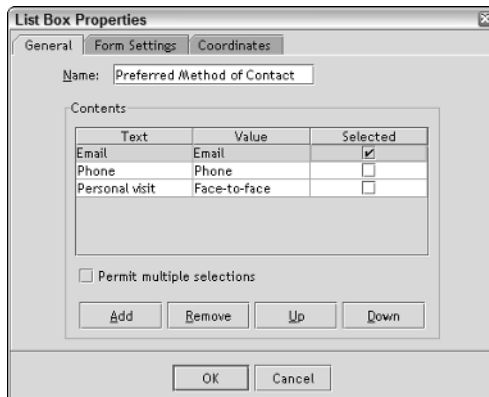 List Box Properties
General Form Settings Coordinates
Name: Preferred Method of Contact
Contents
Text Value Selected
Email Email
Phone Phone
Personal visit Face-to-face
Permit multiple selections
Add Remove Up Down
OK Cancel